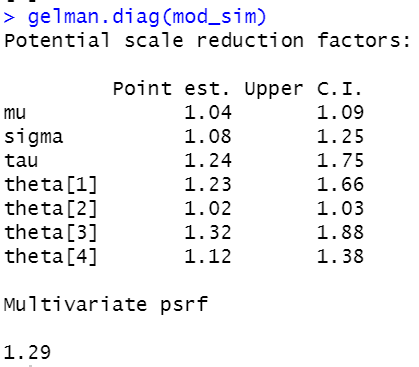 > gelman.diag(mod_sim)
Potential scale reduction factors:
Point est. Upper C.I.
mu 1.04 1.09
sigma 1.08 1.25
tau 1.24 1.75
theta[1] 1.23 1.66
theta[2] 1.02 1.03
theta[3] 1.32 1.88
theta[4] 1.12 1.38
Multivariate psrf
1.29